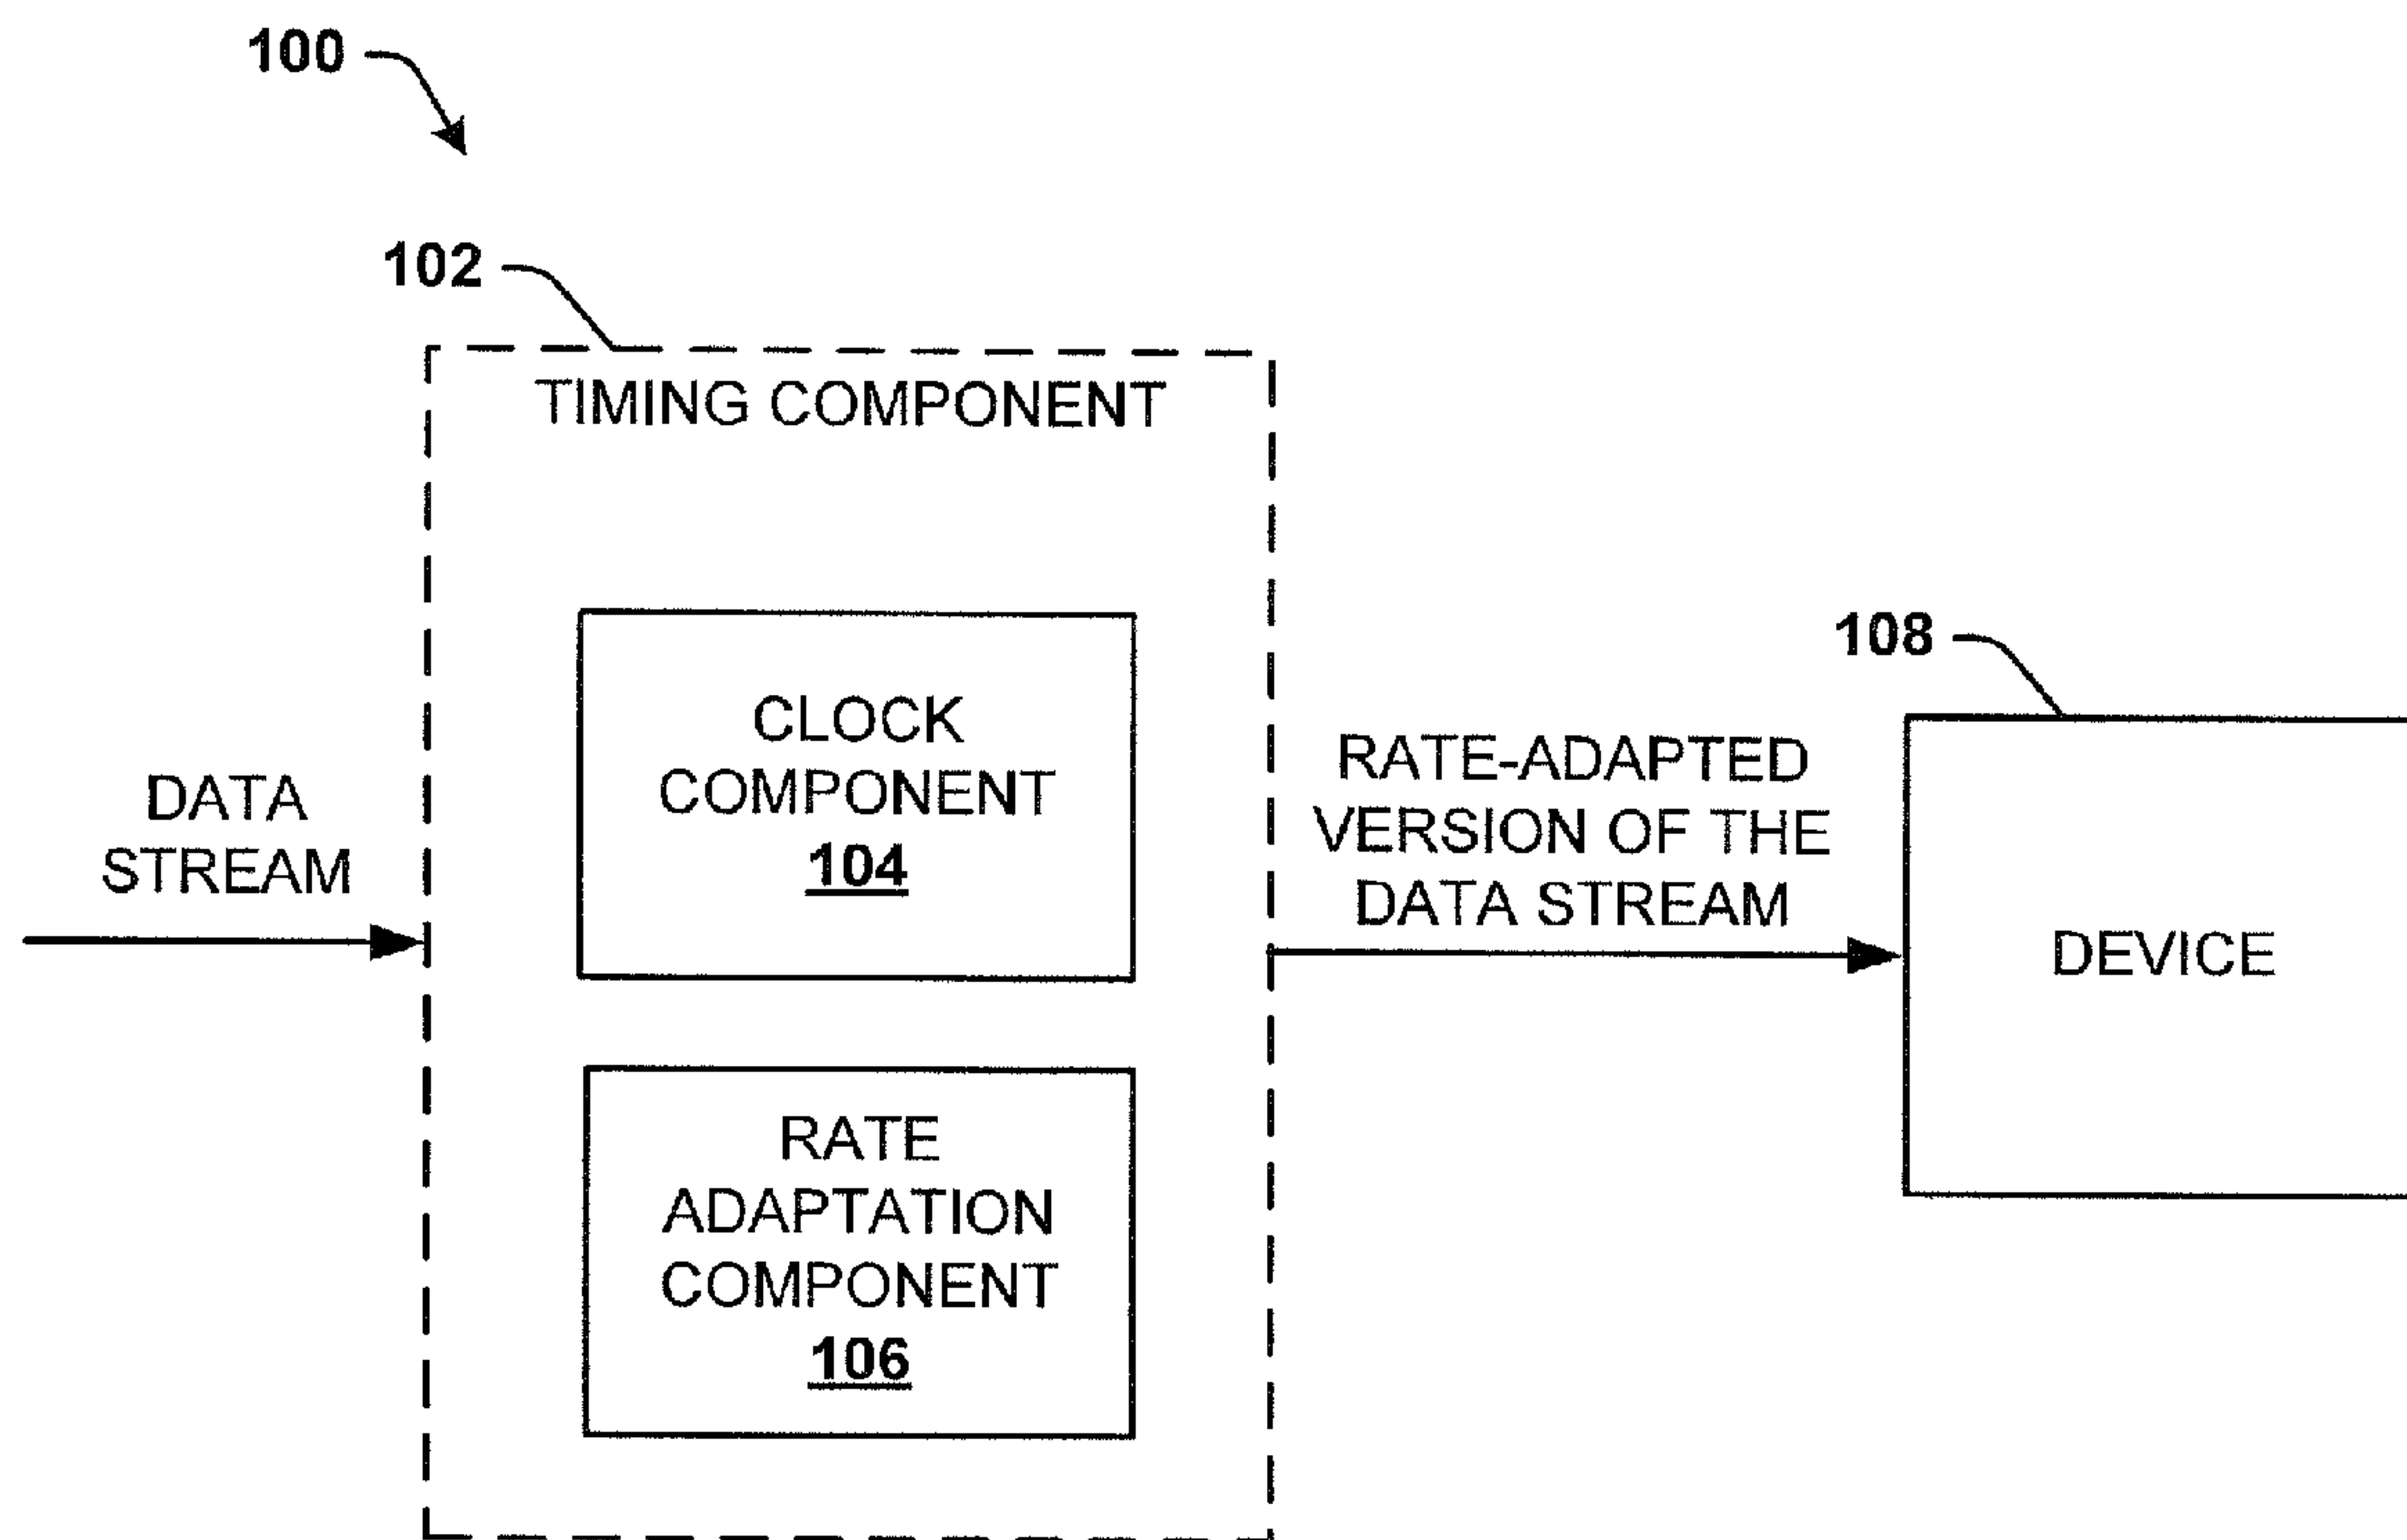 100
102
TIMING COMPONENT
CLOCK
COMPONENT
104
DATA
STREAM
RATE
ADAPTATION
COMPONENT
106
RATE-ADAPTED
VERSION OF THE
DATA STREAM
108
DEVICE